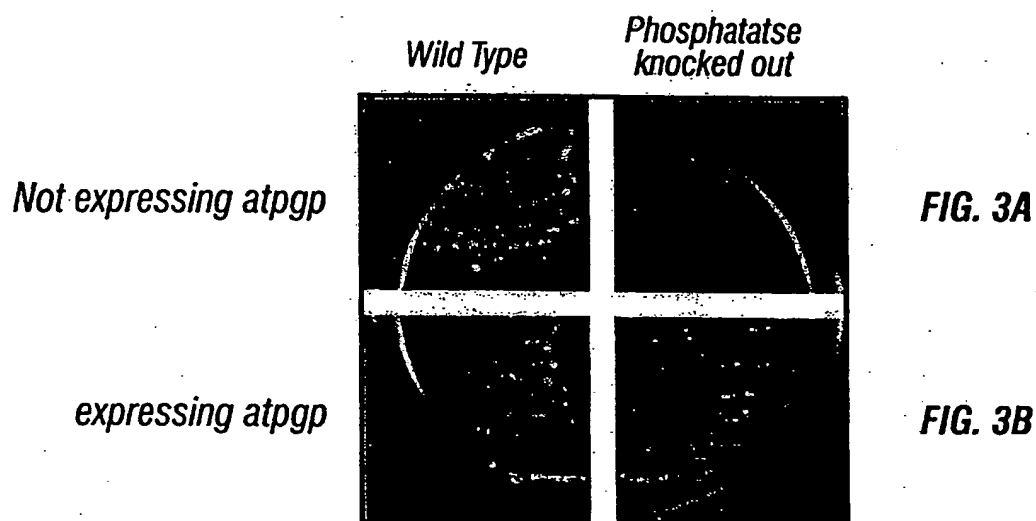 Wild Type
Phosphatatse
knocked out
Not expressing atpgp
FIG. 3A
expressing atpgp
FIG. 3B